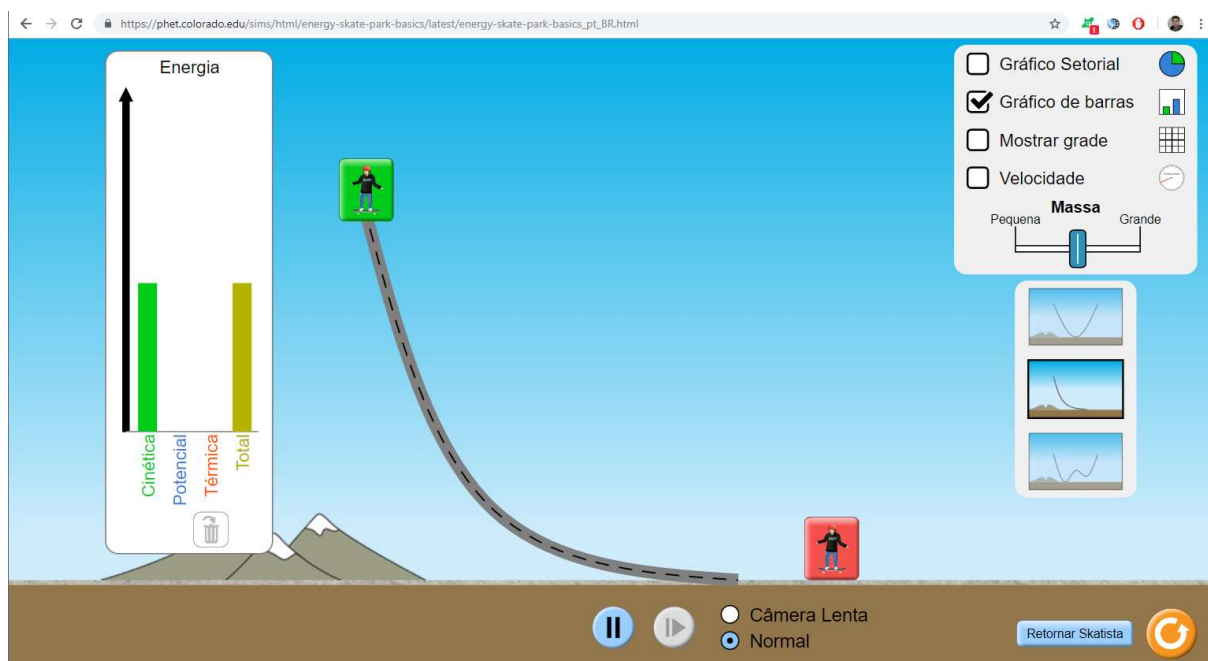 https://phet.colorado.edu/sims/html/energy-skate-park-basics/latest/energy-skate-park-basics_pt_BR.html
1
Energia
Cinética
Potencial
Térmica
Total
Gráfico Setorial
Gráfico de barras
Mostrar grade
Velocidade
Massa
Pequena
Grande
Câmera Lenta
Normal
Retornar Skatista